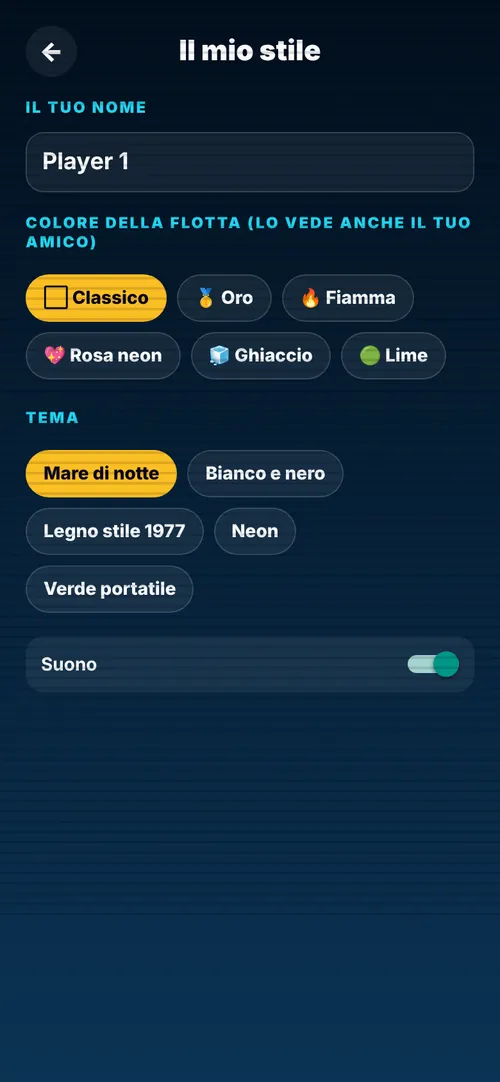 Il mio stile
IL TUO NOME
Player 1
COLORE DELLA FLOTTA (LO VEDE ANCHE IL TUO
AMICO)
Classico
Oro
Fiamma
Rosa neon
Ghiaccio
Lime
TEMA
Mare di notte
Bianco e nero
Legno stile 1977
Neon
Verde portatile
Suono